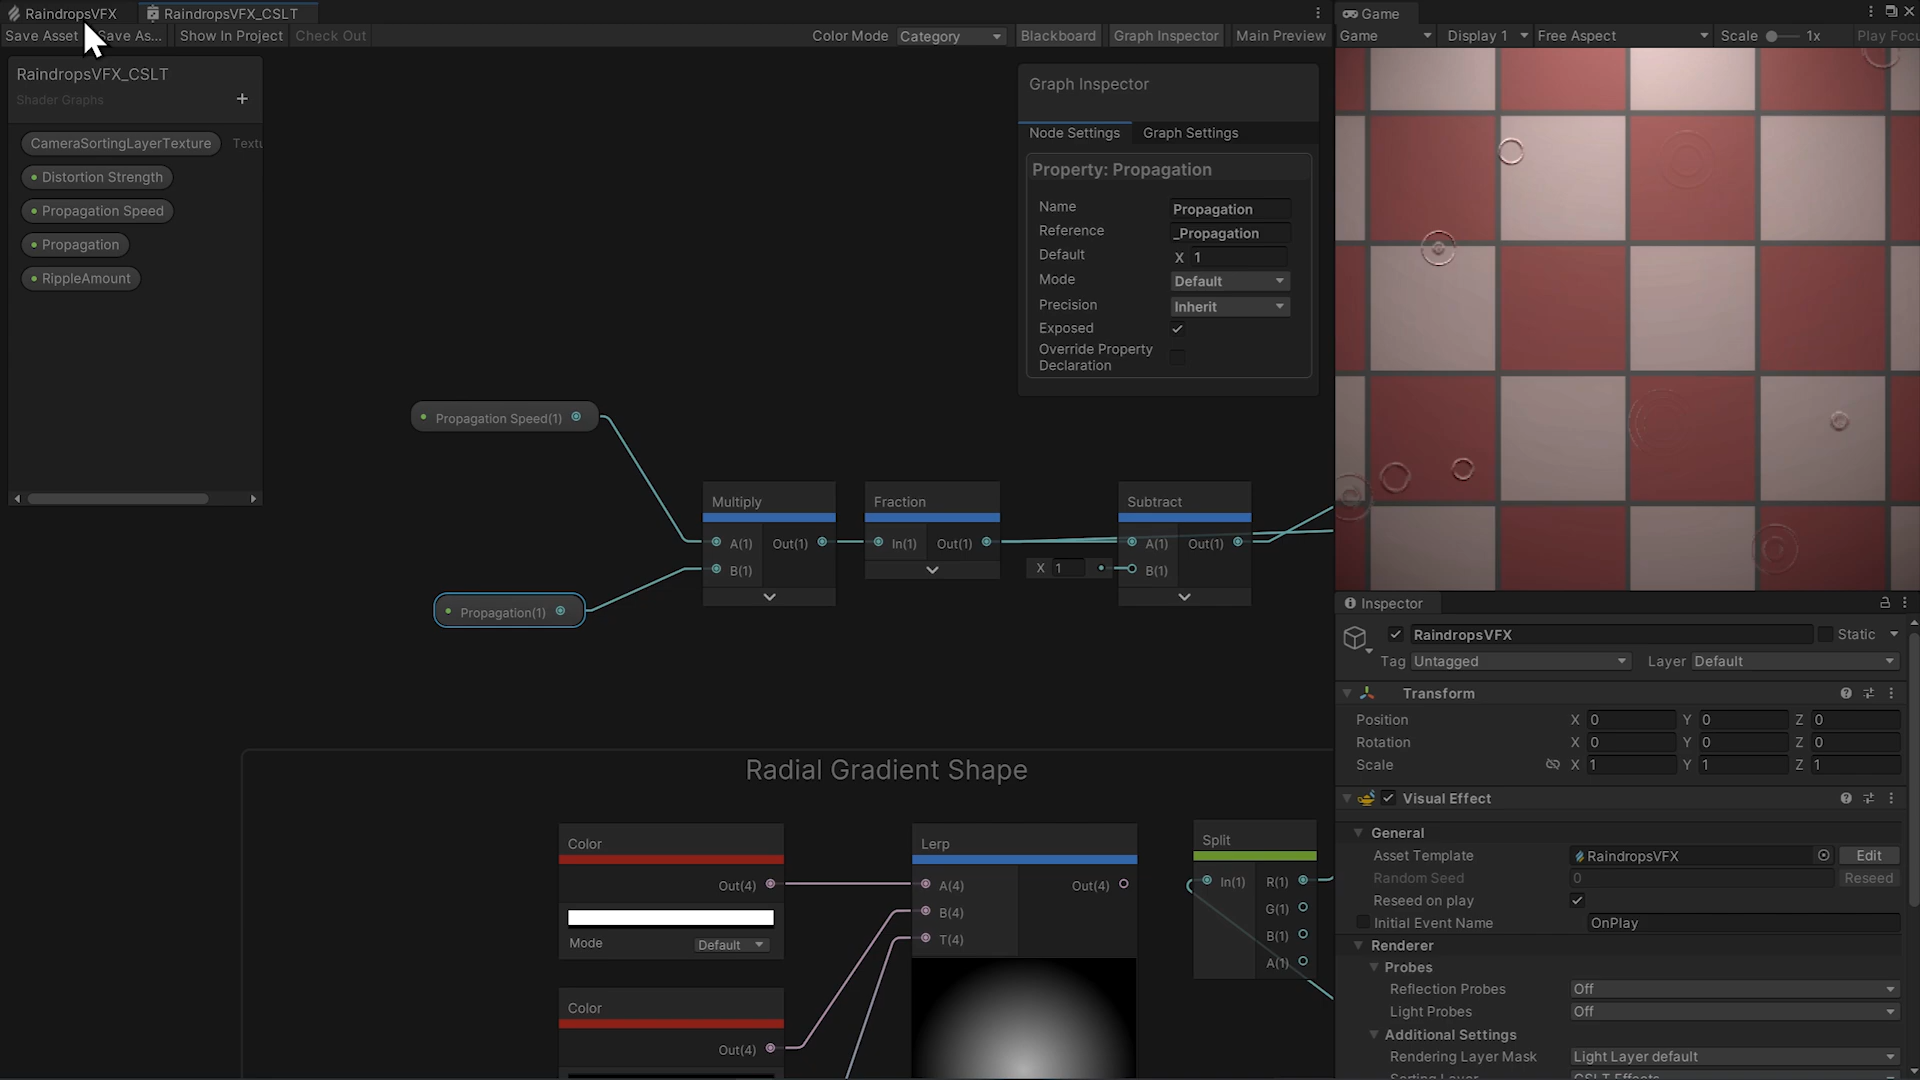 RaindropsVFX
RaindropsVFX_CSLT
Save Asset
Save As...
Show In Project
Check Out
Color Mode
Category
Blackboard
Graph Inspector
Main Preview
RaindropsVFX_CSLT
Shader Graphs
+
CameraSortingLayerTexture
Distortion Strength
Propagation Speed
Propagation
RippleAmount
Graph Inspector
Node Settings
Graph Settings
Property: Propagation
Name Propagation
Reference _Propagation
Default X 1
Mode Default
Precision Inherit
Exposed
Override Property
Declaration
Propagation Speed(1)
Propagation(1)
Multiply
A(1) Out(1)
B(1)
Fraction
In(1) Out(1)
Subtract
A(1) Out(1)
X 1
B(1)
Radial Gradient Shape
Color
Out(4)
Mode Default
Color
Out(4)
Lerp
A(4) Out(4)
B(4)
T(4)
Split
In(1) R(1)
G(1)
B(1)
A(1)
Game
Game Display 1 Free Aspect Scale 1x
Inspector
RaindropsVFX Static
Tag Untagged Layer Default
Transform
Position X 0 Y 0 Z 0
Rotation X 0 Y 0 Z 0
Scale X 1 Y 1 Z 1
Visual Effect
General
Asset Template RaindropsVFX Edit
Random Seed 0 Reseed
Reseed on play
Initial Event Name OnPlay
Renderer
Probes
Reflection Probes Off
Light Probes Off
Additional Settings
Rendering Layer Mask Light Layer default